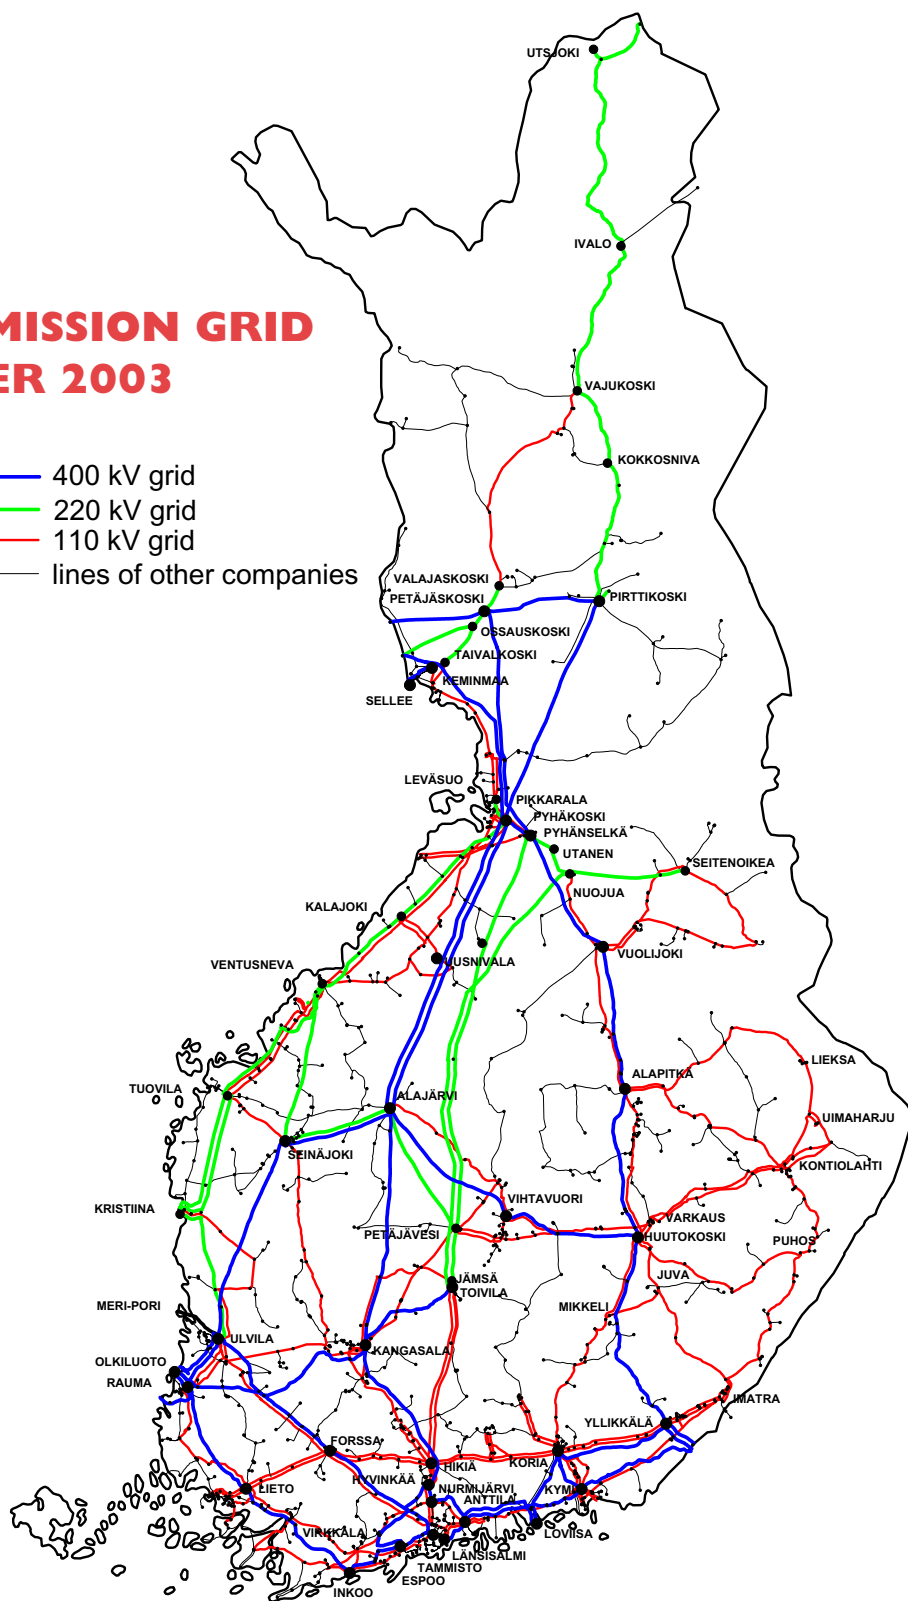 UTSJOKI
IVALO
MISSION GRID
ER 2003
VAJUKOSKI
KOKKOSNIVA
400 kV grid
220 kV grid
110 kV grid
lines of other companies
VALAJASKOSKI
PETÄJÄSKOSKI
PIRTTIKOSKI
OSSAUSKOSKI
TAIVALKOSKI
KEMINMAA
SELLEE
LEVÄSUO
PIKKARALA
PYHÄKOSKI
PYHÄNSELKÄ
UTANEN
SEITENOIKEA
NUOJUA
KALAJOKI
VUOLIJOKI
UUSNIVALA
VENTUSNEVA
LIEKSA
ALAPITKA
TUOVILA
ALAJÄRVI
UIMAHARJU
SEINÄJOKI
KONTIOLAHTI
VIHTAVUORI
KRISTIINA
VARKAUS
PETÄJÄVESI
HUUTOKOSKI
PUHOS
JUVA
JÄMSÄ
TOIVILA
MERI-PORI
MIKKELI
ULVILA
KANGASALA
OLKILUOTO
RAUMA
IMATRA
YLLIKKÄLÄ
FORSSA
HIKIÄ
KORIA
HYVINKÄÄ
LIETO
NURMIJÄRVI
KYMI
ANTTILA
VIRKKALA
LOVIISA
LÄNSISALMI
TAMMISTO
ESPOO
INKOO